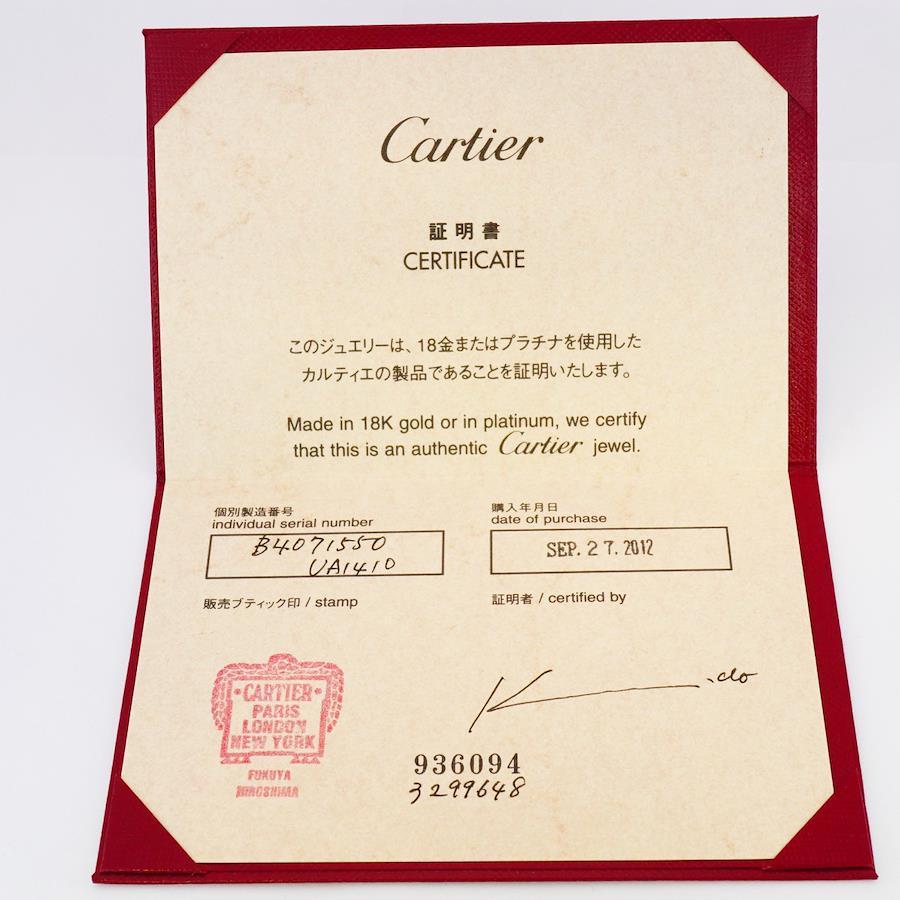 Cartier
証明書
CERTIFICATE
このジュエリーは、18金またはプラチナを使用した
カルティエの製品であることを証明いたします。
Made in 18K gold or in platinum, we certify
that this is an authentic Cartier jewel.
個別製造番号
individual serial number
B4071550
UA1410
購入年月日
date of purchase
SEP. 27. 2012
販売ブティック印 / stamp
証明者 / certified by
CARTIER
PARIS
LONDON
NEW YORK
FUKUYA
HIROSHIMA
936094
3299648